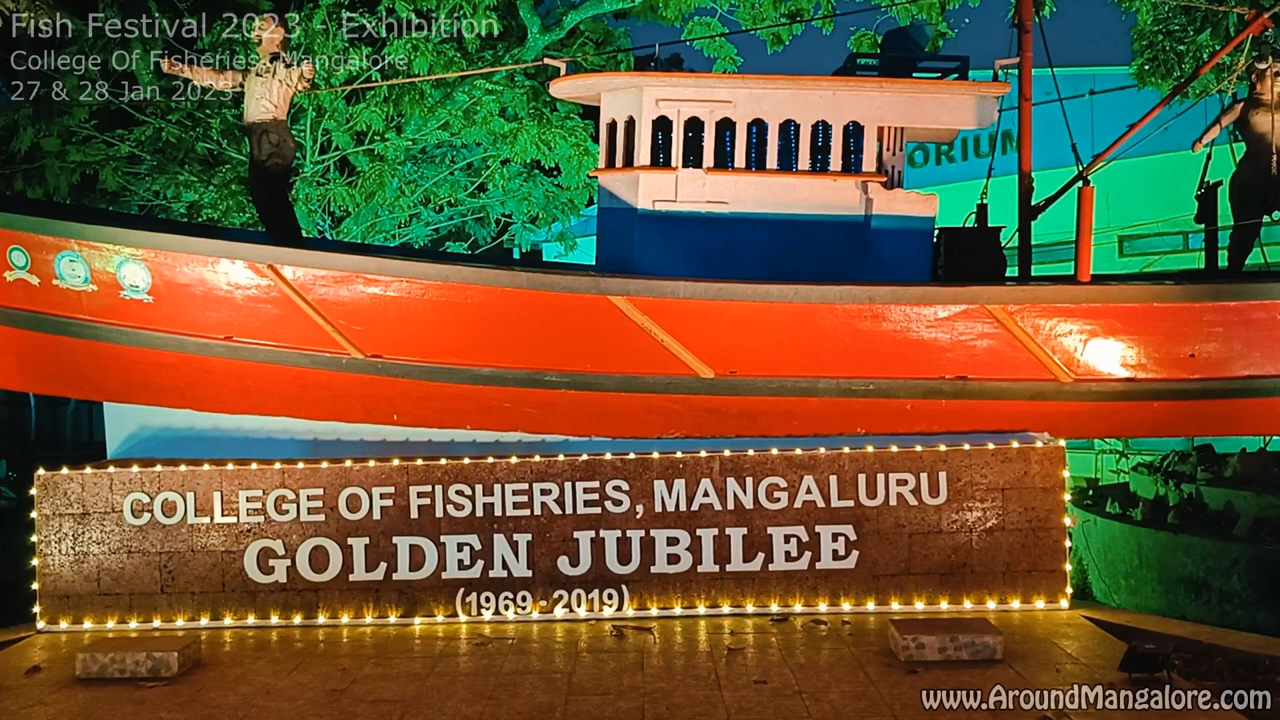 Fish Festival 2023 - Exhibition
College Of Fisheries, Mangalore
27 & 28 Jan 2023
ORIUM
COLLEGE OF FISHERIES, MANGALURU
GOLDEN JUBILEE
(1969-2019)
www.AroundMangalore.com